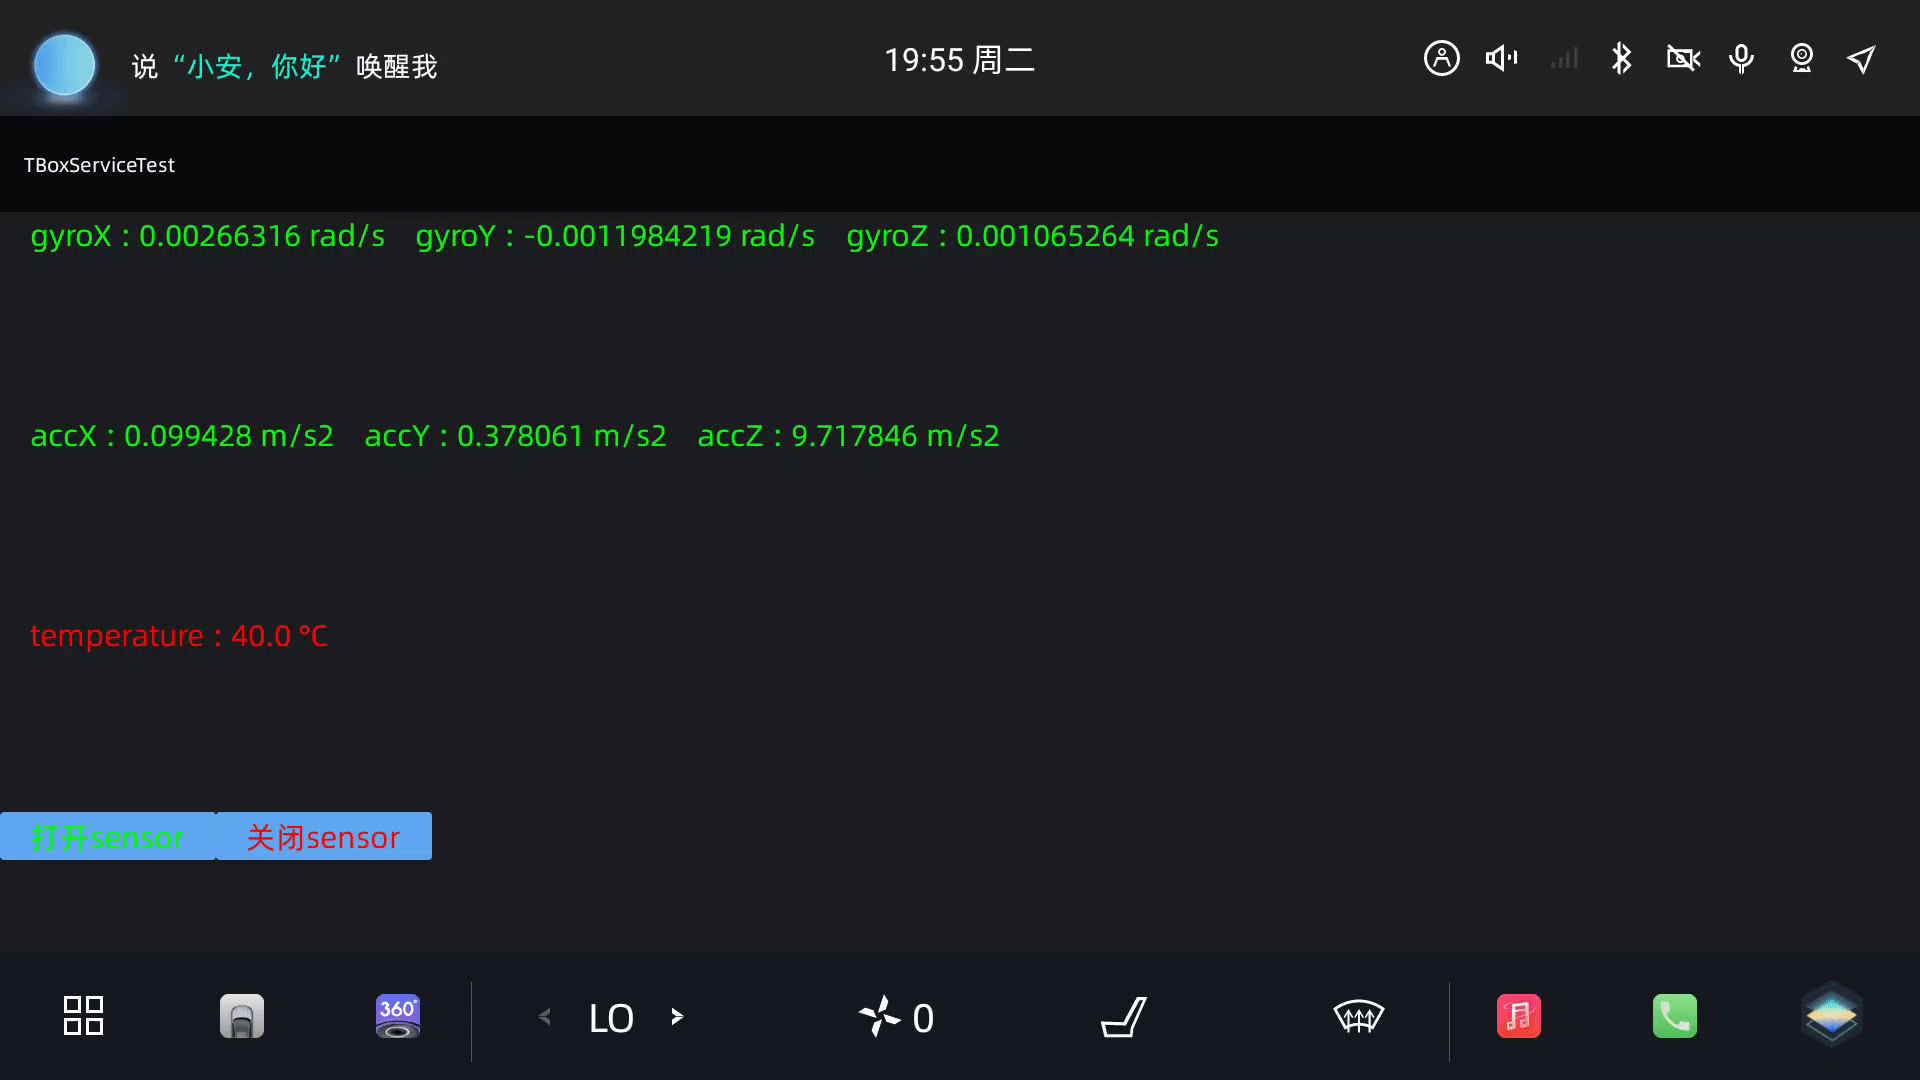 说“小安，你好”唤醒我
19:55 周二
TBoxServiceTest
gyroX : 0.00266316 rad/s gyroY : -0.0011984219 rad/s gyroZ : 0.001065264 rad/s
accX : 0.099428 m/s2 accY : 0.378061 m/s2 accZ : 9.717846 m/s2
temperature : 40.0 °C
打开sensor 关闭sensor
360° LO 0